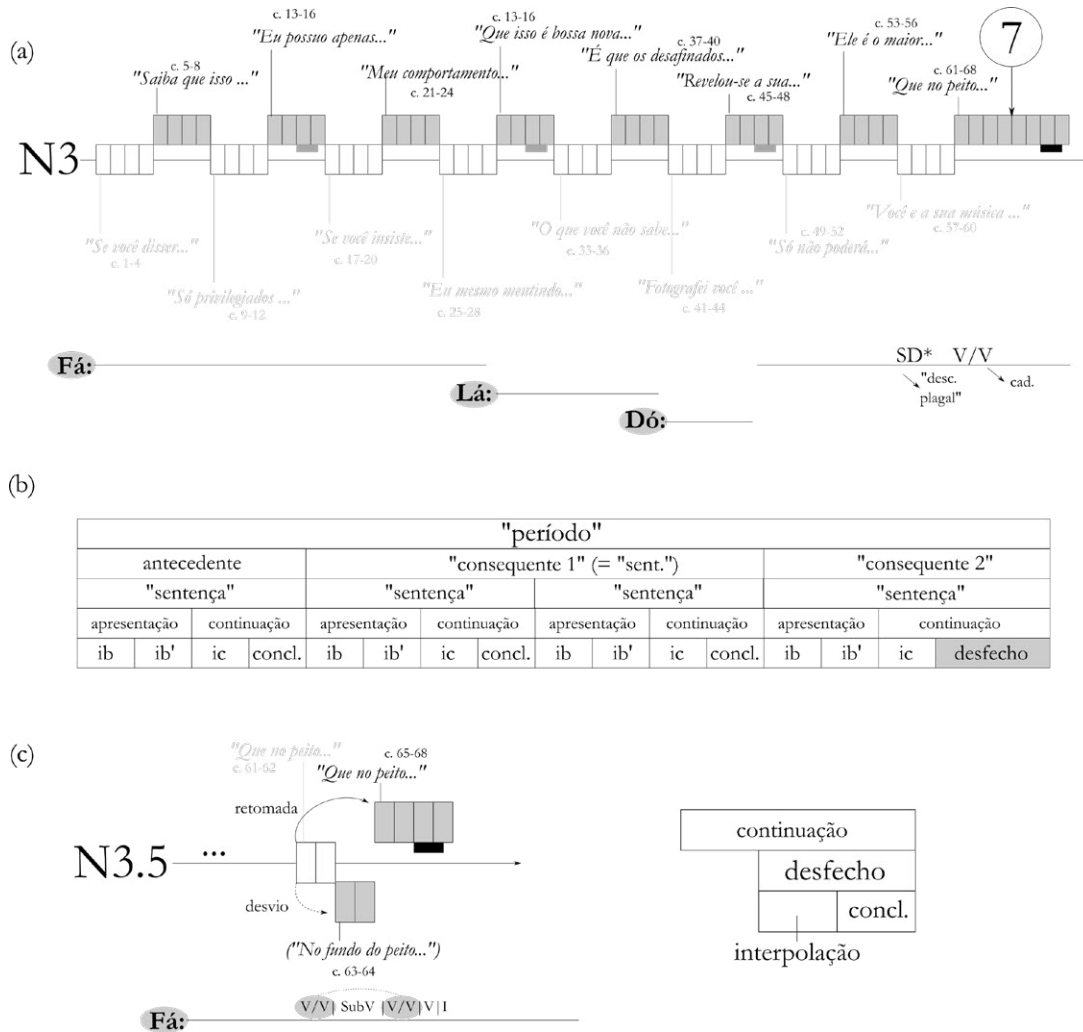 (a)
c. 13-16
"Eu possuo apenas..."
c. 13-16
"Que isso é bossa nova..."
c. 53-56
"Ele é o maior..."
7
c. 5-8
"Saiba que isso ..."
"Meu comportamento..."
c. 21-24
c. 37-40
"É que os desafinados..."
"Revelou-se a sua..."
c. 45-48
c. 61-68
"Que no peito..."
N3
"Se você disser..."
c. 1-4
"Só privilegiados ..."
c. 9-12
"Se você insiste..."
c. 17-20
"Eu mesmo mentindo..."
c. 25-28
"O que você não sabe..."
c. 33-36
"Fotografei você ..."
c. 41-44
c. 49-52
"Só não poderá..."
"Você e a sua música ..."
c. 57-60
Fá:
Lá:
Dó:
SD* V/V
"desc. plagal"
cad.
(b)
"período"
antecedente "consequente 1" (= "sent.") "consequente 2"
"sentença" "sentença" "sentença" "sentença"
apresentação continuação apresentação continuação apresentação continuação apresentação continuação
ib ib' ic concl. ib ib' ic concl. ib ib' ic concl. ib ib' ic desfecho
(c)
"Que no peito..."
c. 61-62
c. 65-68
"Que no peito..."
retomada
N3.5 ...
desvio
("No fundo do peito...")
c. 63-64
Fá:
V/V| SubV |V/V| V | I
continuação
desfecho
concl.
interpolação